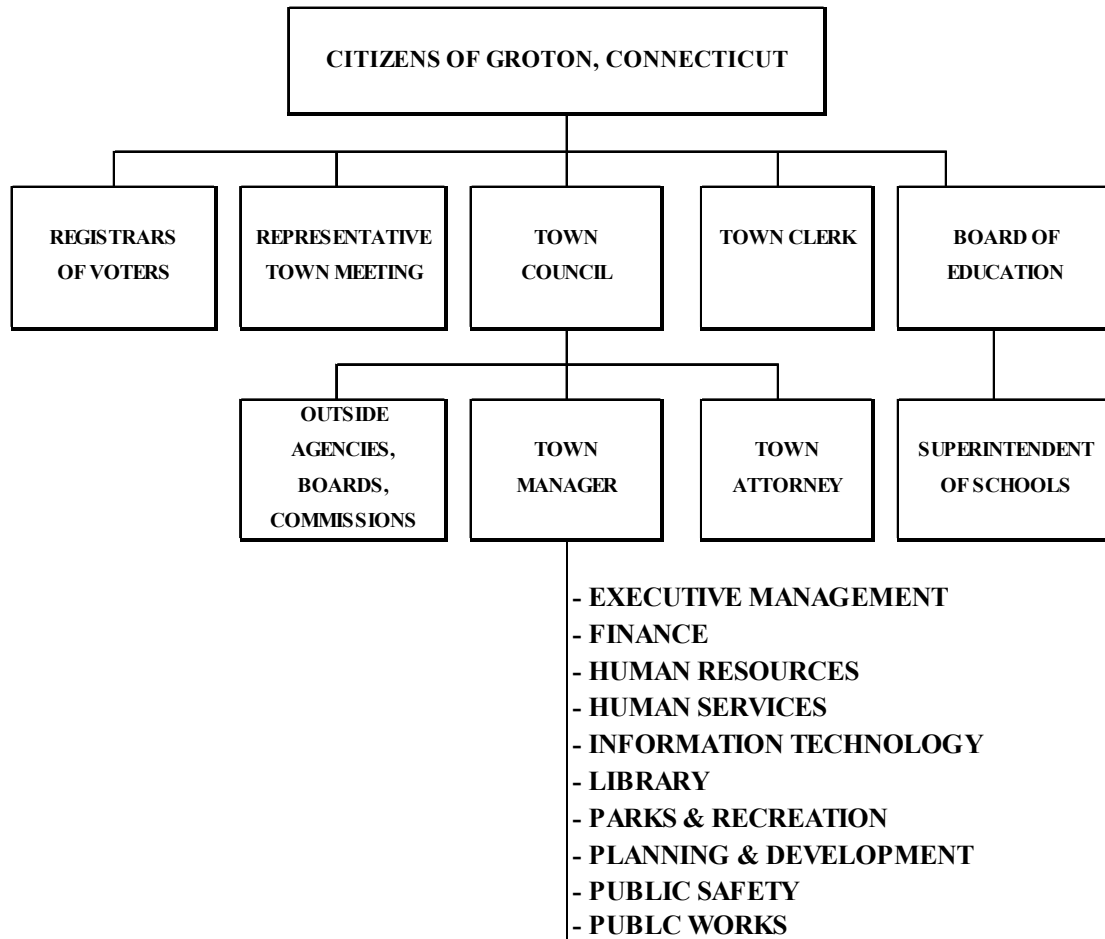 CITIZENS OF GROTON, CONNECTICUT
REGISTRARS
OF VOTERS
REPRESENTATIVE
TOWN MEETING
TOWN
COUNCIL
TOWN CLERK
BOARD OF
EDUCATION
OUTSIDE
AGENCIES,
BOARDS,
COMMISSIONS
TOWN
MANAGER
TOWN
ATTORNEY
SUPERINTENDENT
OF SCHOOLS
- EXECUTIVE MANAGEMENT
- FINANCE
- HUMAN RESOURCES
- HUMAN SERVICES
- INFORMATION TECHNOLOGY
- LIBRARY
- PARKS & RECREATION
- PLANNING & DEVELOPMENT
- PUBLIC SAFETY
- PUBLC WORKS